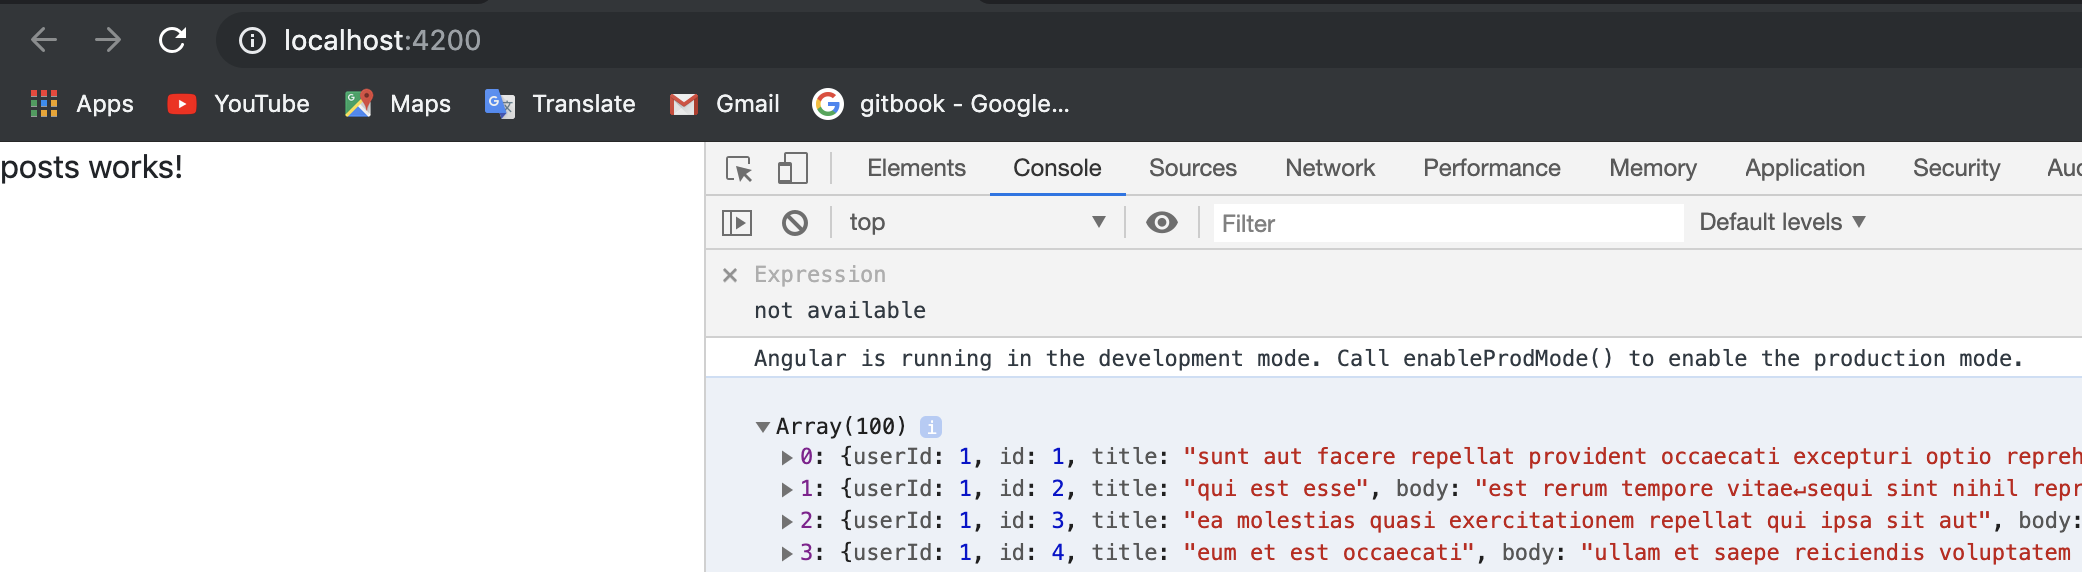 localhost:4200
Apps YouTube Maps Translate Gmail gitbook - Google...
posts works!
Elements Console Sources Network Performance Memory Application Security Auc
top Filter Default levels
Expression
not available
Angular is running in the development mode. Call enableProdMode() to enable the production mode.
Array(100) i
0: {userId: 1, id: 1, title: "sunt aut facere repellat provident occaecati excepturi optio repreh
1: {userId: 1, id: 2, title: "qui est esse", body: "est rerum tempore vitae↵sequi sint nihil repr
2: {userId: 1, id: 3, title: "ea molestias quasi exercitationem repellat qui ipsa sit aut", body:
3: {userId: 1, id: 4, title: "eum et est occaecati", body: "ullam et saepe reiciendis voluptatem